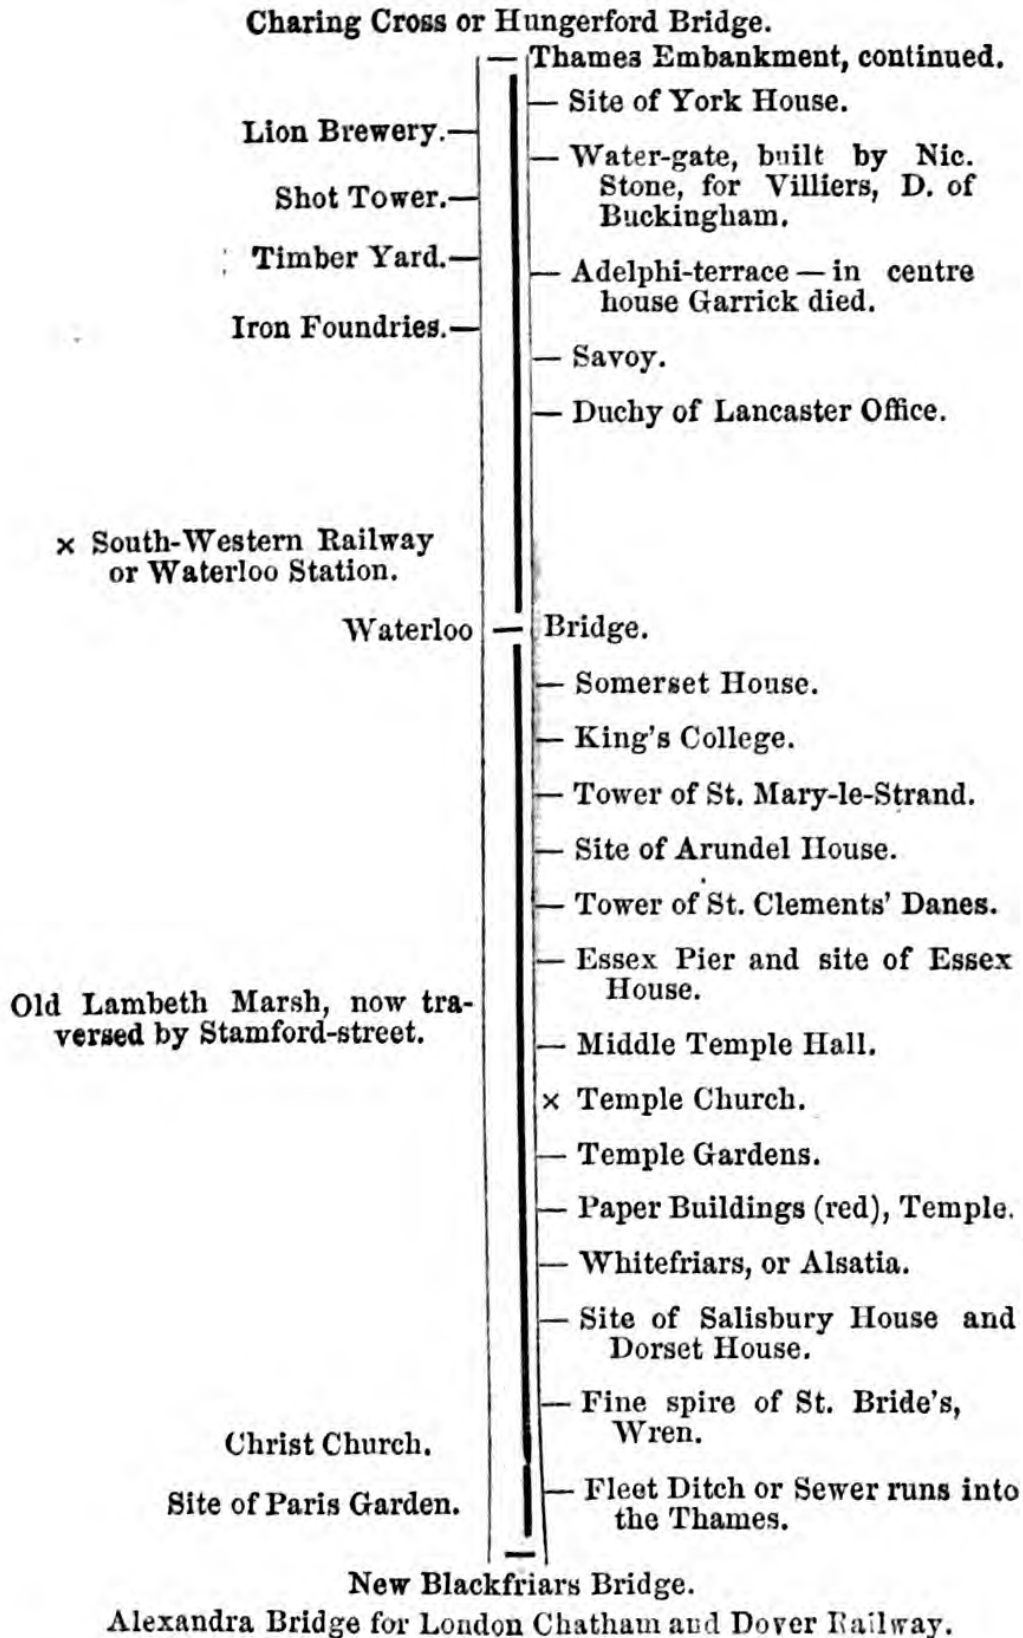 Charing Cross or Hungerford Bridge.
Thames Embankment, continued.
Site of York House.
Lion Brewery.
Water-gate, built by Nic.
Stone, for Villiers, D. of
Buckingham.
Shot Tower.
Timber Yard.
Adelphi-terrace — in centre
house Garrick died.
Iron Foundries.
Savoy.
Duchy of Lancaster Office.
x South-Western Railway
or Waterloo Station.
Waterloo — Bridge.
Somerset House.
King's College.
Tower of St. Mary-le-Strand.
Site of Arundel House.
Tower of St. Clements' Danes.
Essex Pier and site of Essex
House.
Old Lambeth Marsh, now tra-
versed by Stamford-street.
Middle Temple Hall.
x Temple Church.
Temple Gardens.
Paper Buildings (red), Temple.
Whitefriars, or Alsatia.
Site of Salisbury House and
Dorset House.
Fine spire of St. Bride's,
Wren.
Christ Church.
Site of Paris Garden.
Fleet Ditch or Sewer runs into
the Thames.
New Blackfriars Bridge.
Alexandra Bridge for London Chatham and Dover Railway.